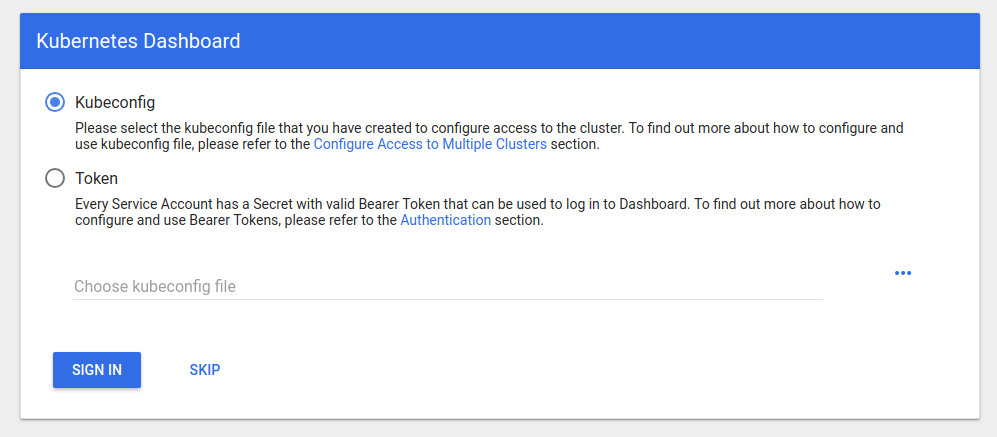 Kubernetes Dashboard
Kubeconfig
Please select the kubeconfig file that you have created to configure access to the cluster. To find out more about how to configure and
use kubeconfig file, please refer to the Configure Access to Multiple Clusters section.
Token
Every Service Account has a Secret with valid Bearer Token that can be used to log in to Dashboard. To find out more about how to
configure and use Bearer Tokens, please refer to the Authentication section.
Choose kubeconfig file
SIGN IN SKIP